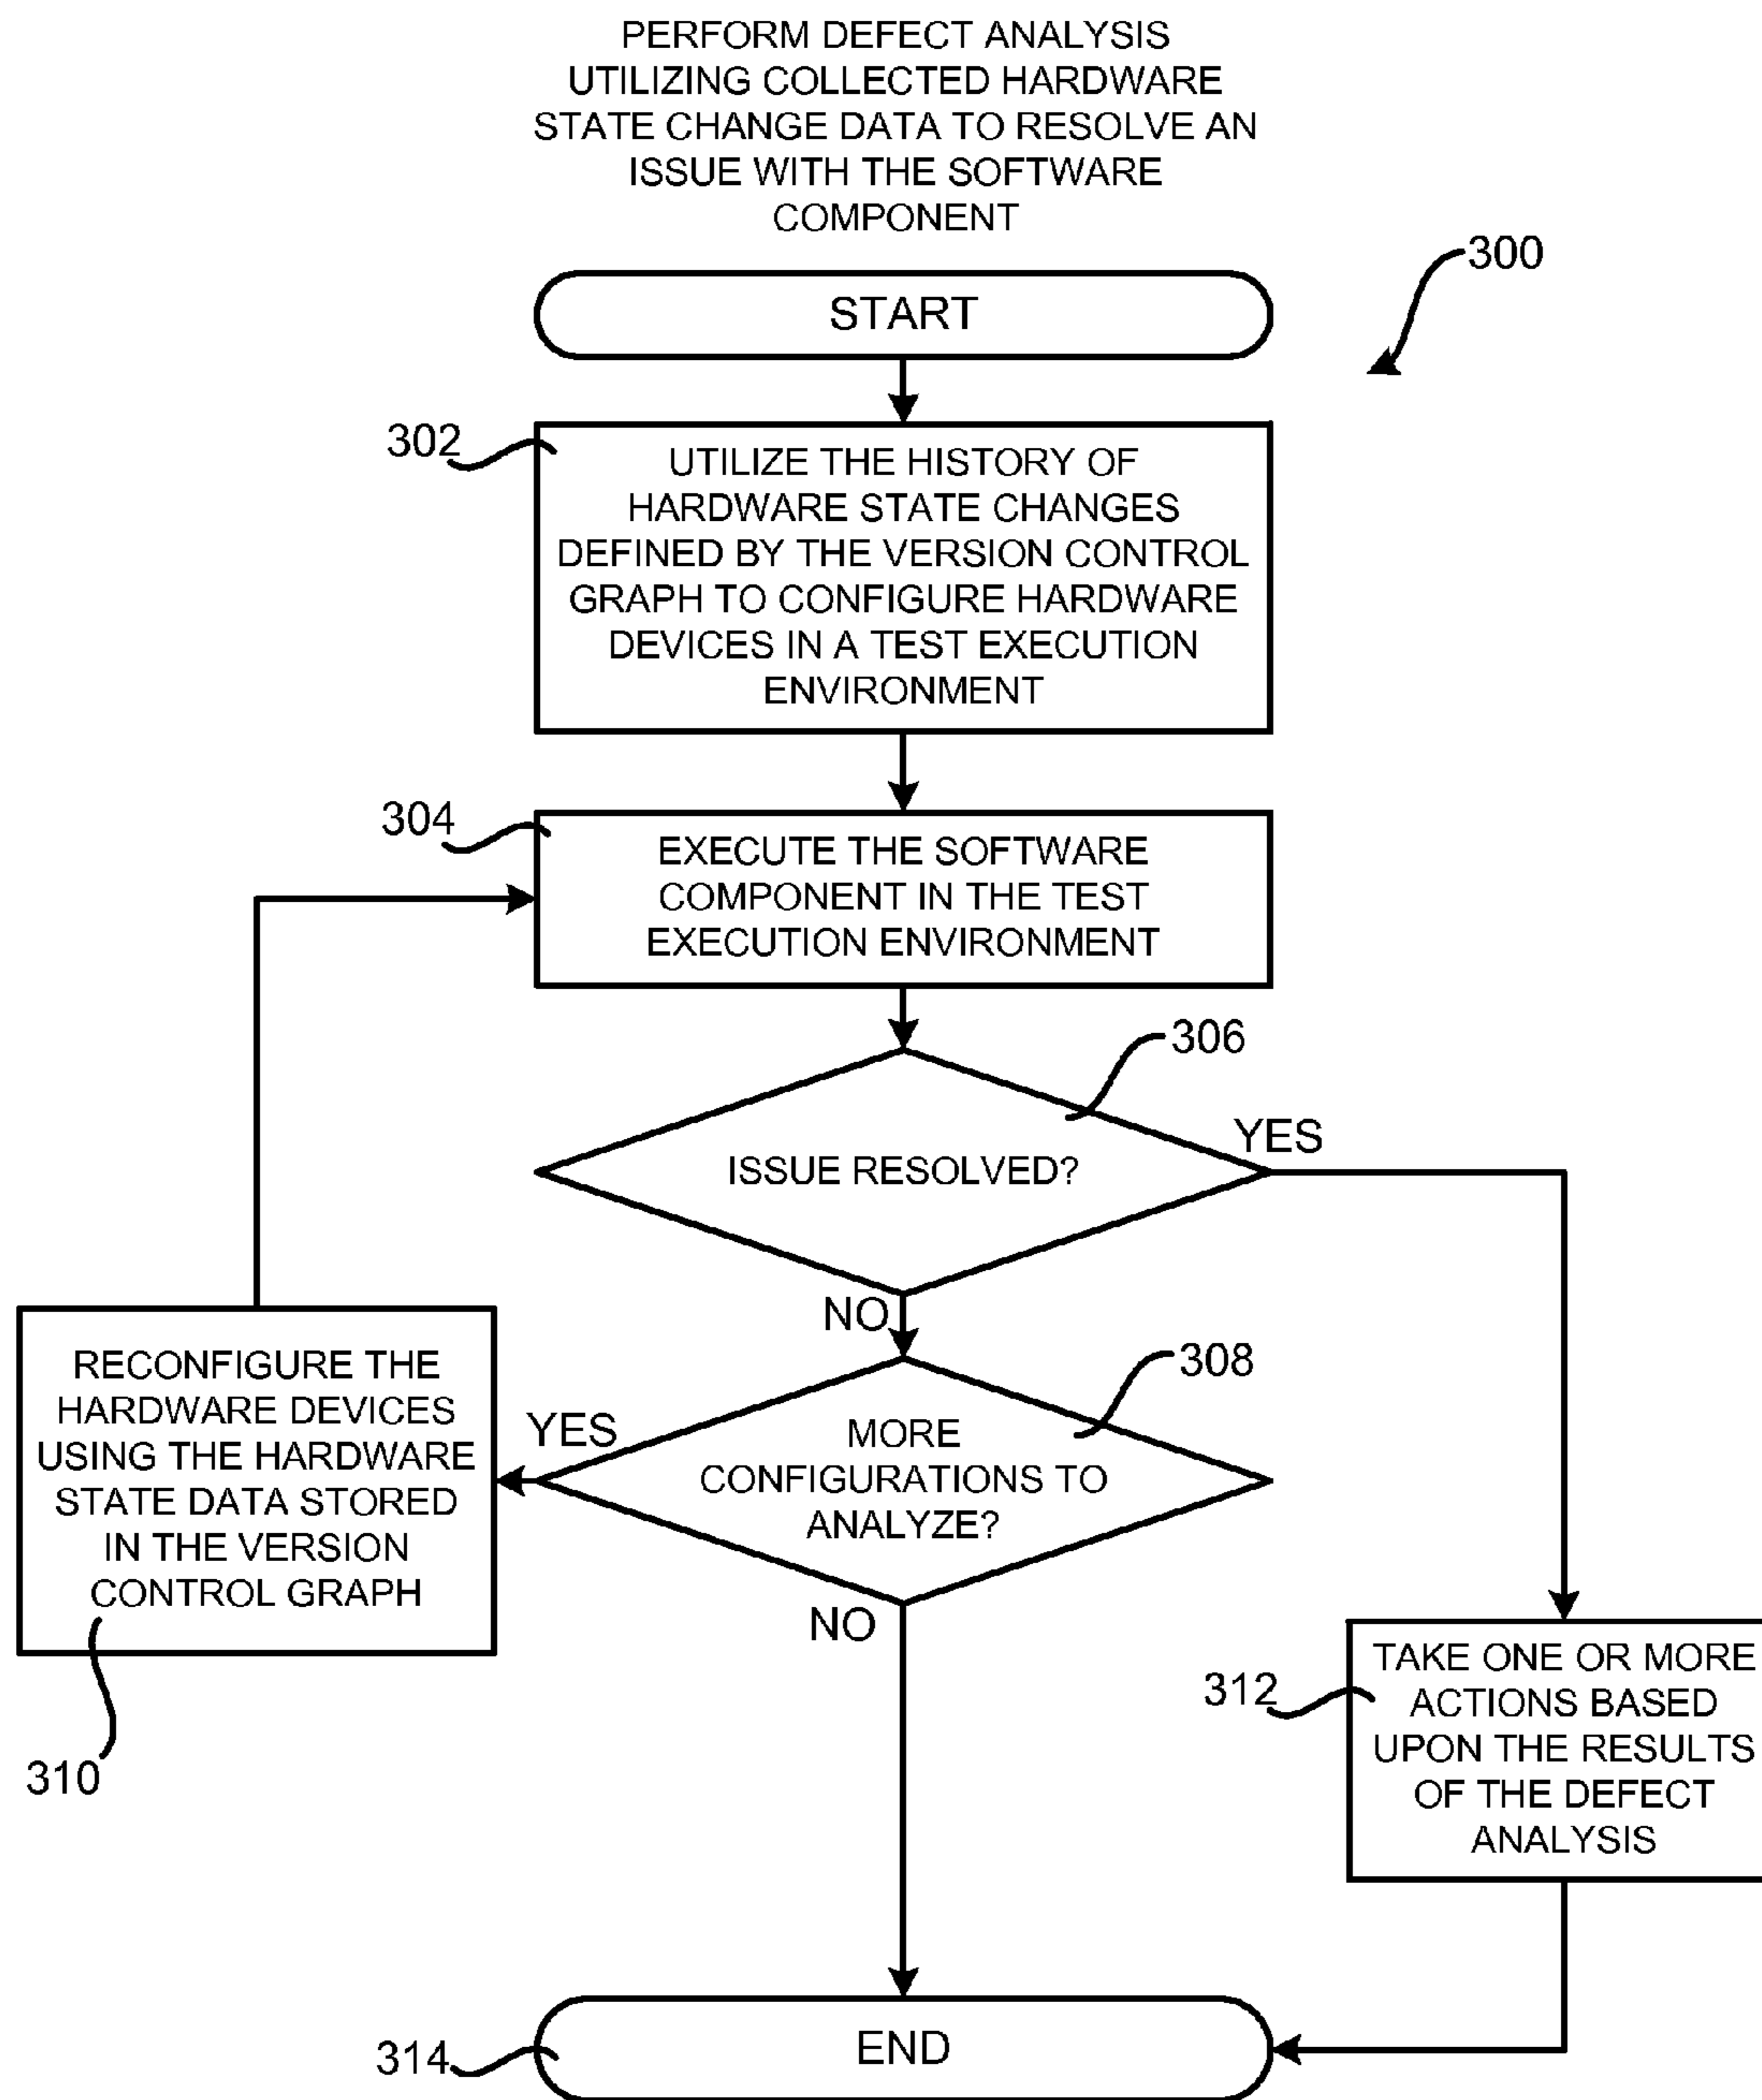 PERFORM DEFECT ANALYSIS
UTILIZING COLLECTED HARDWARE
STATE CHANGE DATA TO RESOLVE AN
ISSUE WITH THE SOFTWARE
COMPONENT
300
START
302
UTILIZE THE HISTORY OF
HARDWARE STATE CHANGES
DEFINED BY THE VERSION CONTROL
GRAPH TO CONFIGURE HARDWARE
DEVICES IN A TEST EXECUTION
ENVIRONMENT
304
EXECUTE THE SOFTWARE
COMPONENT IN THE TEST
EXECUTION ENVIRONMENT
306
YES
ISSUE RESOLVED?
NO
308
YES
MORE
CONFIGURATIONS TO
ANALYZE?
NO
RECONFIGURE THE
HARDWARE DEVICES
USING THE HARDWARE
STATE DATA STORED
IN THE VERSION
CONTROL GRAPH
310
312
TAKE ONE OR MORE
ACTIONS BASED
UPON THE RESULTS
OF THE DEFECT
ANALYSIS
314
END